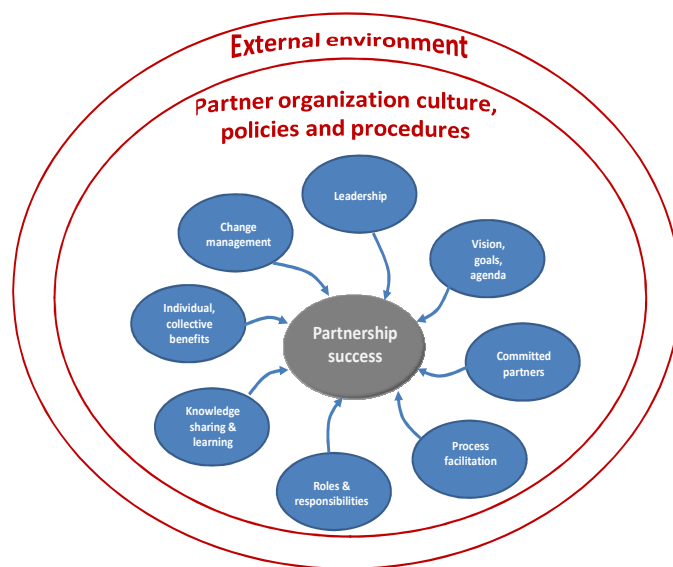 External environment
Partner organization culture,
policies and procedures
Leadership
Change
management
Vision,
goals,
agenda
Individual,
collective
benefits
Partnership
success
Committed
partners
Knowledge
sharing &
learning
Process
facilitation
Roles &
responsibilities